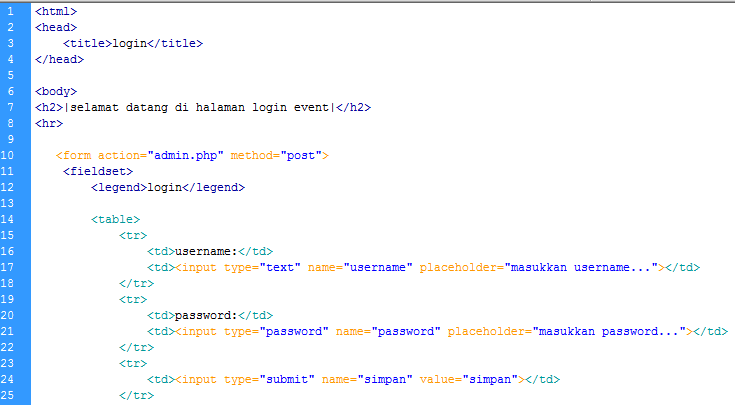 1 <html>
2 <head>
3 <title>login</title>
4 </head>
5
6 <body>
7 <h2>|selamat datang di halaman login event|</h2>
8 <hr>
9
10 <form action="admin.php" method="post">
11 <fieldset>
12 <legend>login</legend>
13
14 <table>
15 <tr>
16 <td>username:</td>
17 <td><input type="text" name="username" placeholder="masukkan username..."></td>
18 </tr>
19 <tr>
20 <td>password:</td>
21 <td><input type="password" name="password" placeholder="masukkan password..."></td>
22 </tr>
23 <tr>
24 <td><input type="submit" name="simpan" value="simpan"></td>
25 </tr>